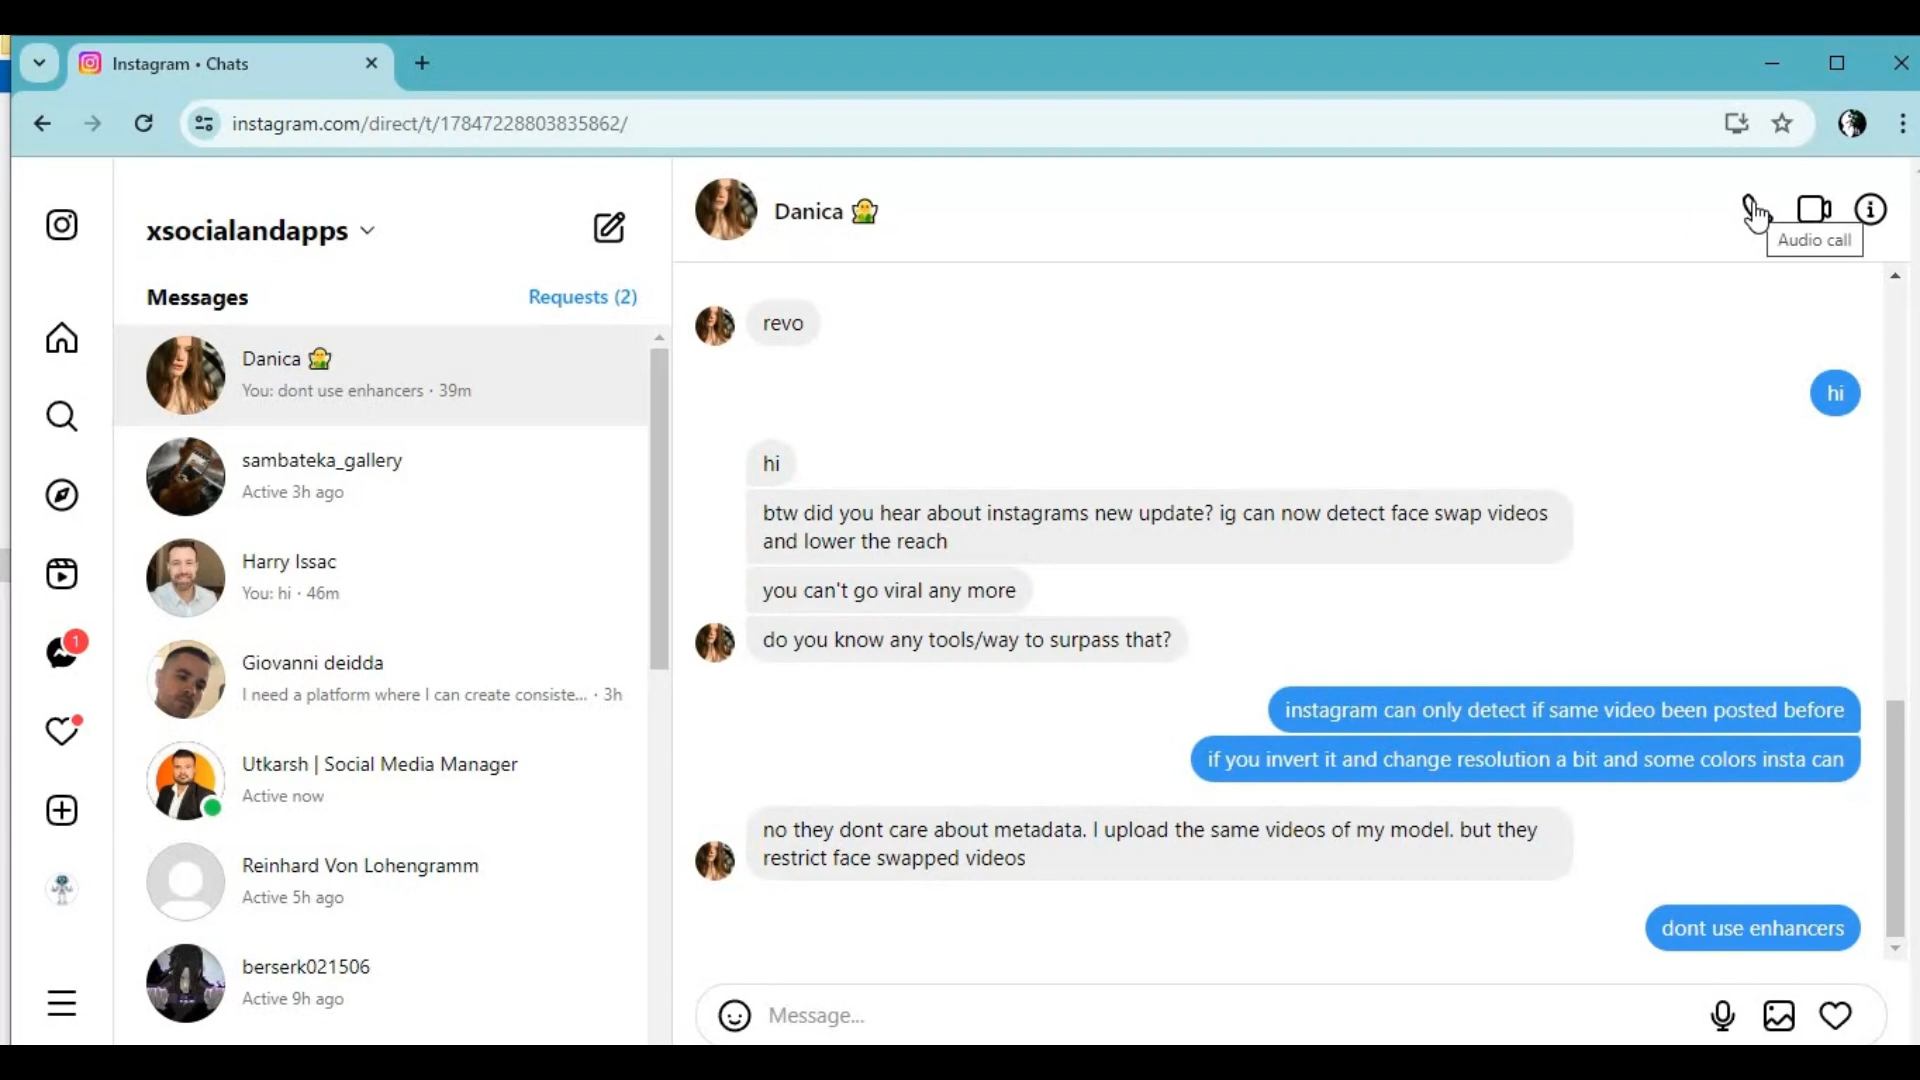 Instagram • Chats
instagram.com/direct/t/17847228803835862/
xsocialandapps
Messages
Requests (2)
Danica
You: dont use enhancers · 39m
sambateka_gallery
Active 3h ago
Harry Issac
You: hi · 46m
Giovanni deidda
I need a platform where I can create consiste... · 3h
Utkarsh | Social Media Manager
Active now
Reinhard Von Lohengramm
Active 5h ago
berserk021506
Active 9h ago
1
Danica
Audio call
revo
hi
hi
btw did you hear about instagrams new update? ig can now detect face swap videos
and lower the reach
you can't go viral any more
do you know any tools/way to surpass that?
instagram can only detect if same video been posted before
if you invert it and change resolution a bit and some colors insta can
no they dont care about metadata. I upload the same videos of my model. but they
restrict face swapped videos
dont use enhancers
Message...